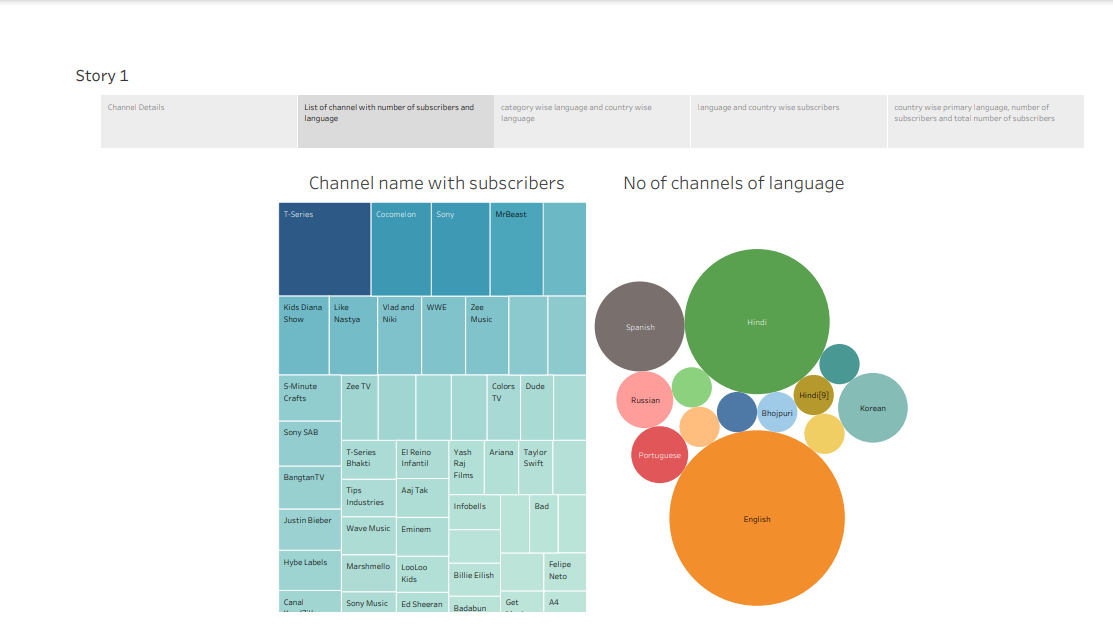 Story 1
Channel Details
List of channel with number of subscribers and
language
category wise language and country wise
language
language and country wise subscribers
country wise primary language, number of
subscribers and total number of subscribers
Channel name with subscribers
No of channels of language
T-Series
Cocomelon
Sony
MrBeast
Kids Diana
Show
Like
Nastya
Vlad and
Niki
WWE
Zee
Music
5-Minute
Crafts
Zee TV
Colors
TV
Dude
Sony SAB
T-Series
Bhakti
El Reino
Infantil
Yash
Raj
Films
Ariana
Taylor
Swift
BangtanTV
Tips
Industries
Aaj Tak
Infobells
Bad
Justin Bieber
Wave Music
Eminem
Hybe Labels
Marshmello
LooLoo
Kids
Billie Eilish
Felipe
Neto
Canal
Sony Music
Ed Sheeran
Badabun
Get
A4
Spanish
Hindi
Russian
Hindi[9]
Bhojpuri
Korean
Portuguese
English